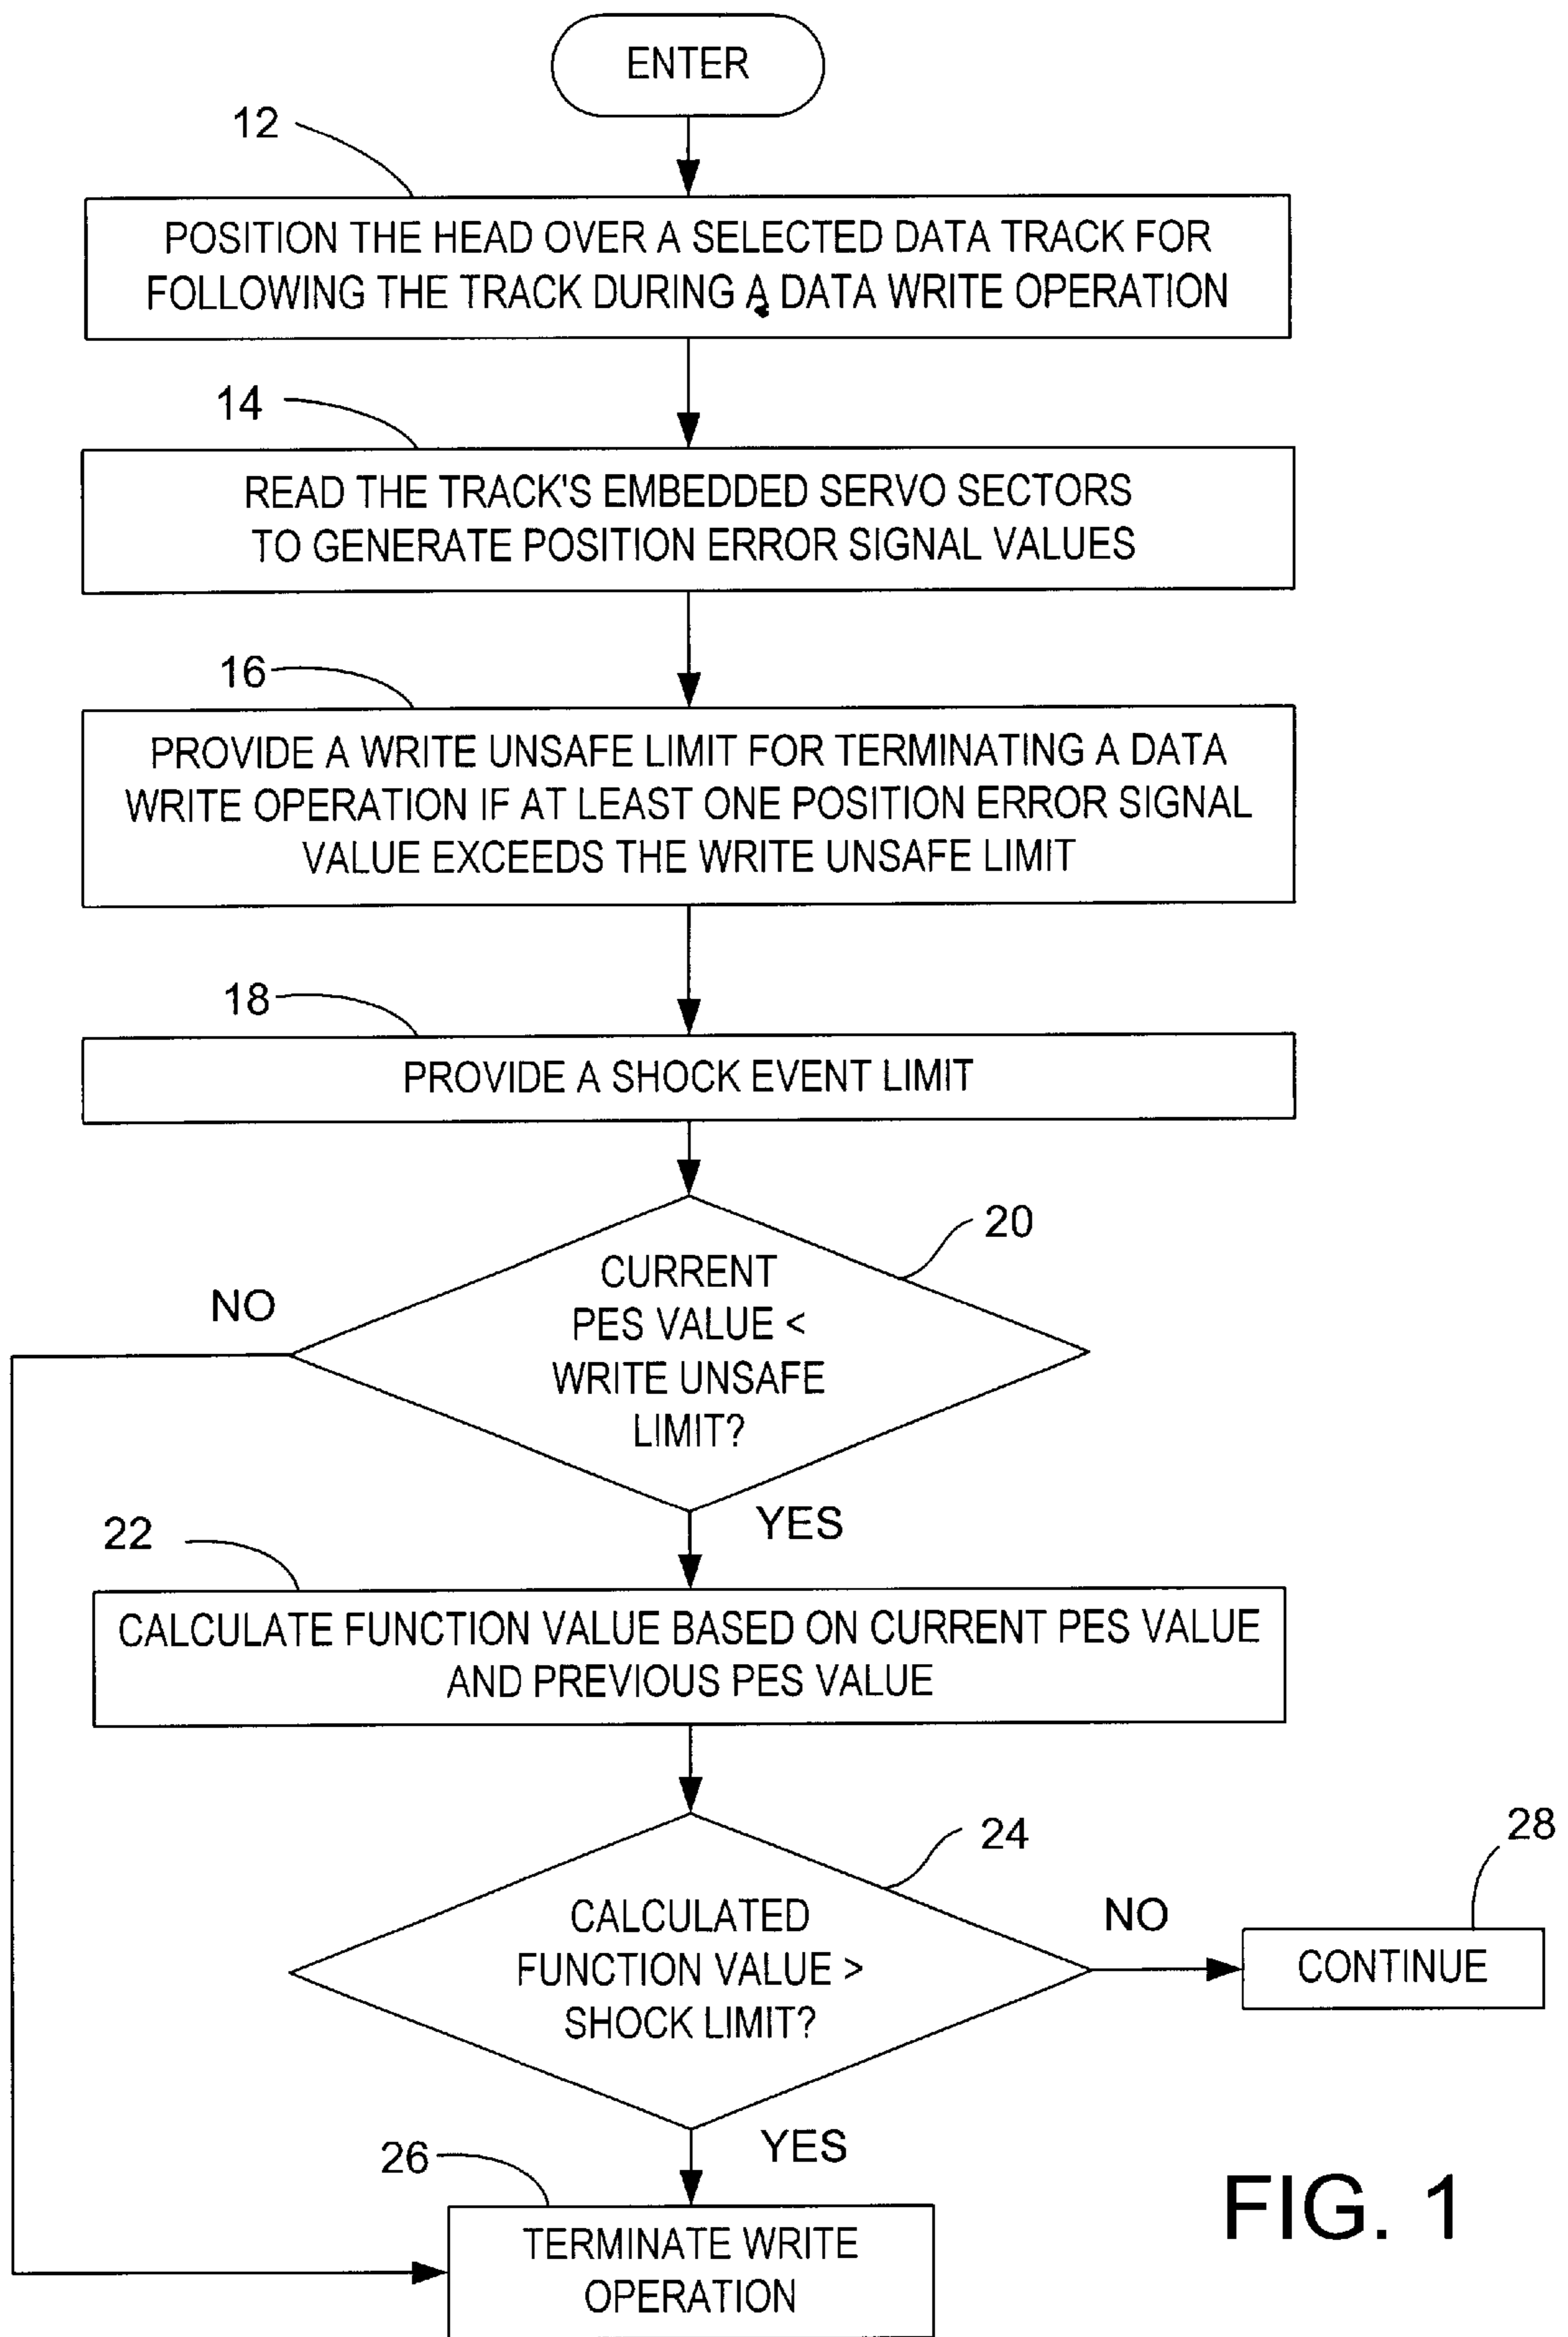 ENTER
12
POSITION THE HEAD OVER A SELECTED DATA TRACK FOR
FOLLOWING THE TRACK DURING A DATA WRITE OPERATION
14
READ THE TRACK'S EMBEDDED SERVO SECTORS
TO GENERATE POSITION ERROR SIGNAL VALUES
16
PROVIDE A WRITE UNSAFE LIMIT FOR TERMINATING A DATA
WRITE OPERATION IF AT LEAST ONE POSITION ERROR SIGNAL
VALUE EXCEEDS THE WRITE UNSAFE LIMIT
18
PROVIDE A SHOCK EVENT LIMIT
20
CURRENT
PES VALUE <
WRITE UNSAFE
LIMIT?
NO
YES
22
CALCULATE FUNCTION VALUE BASED ON CURRENT PES VALUE
AND PREVIOUS PES VALUE
24
CALCULATED
FUNCTION VALUE >
SHOCK LIMIT?
NO
28
CONTINUE
YES
26
TERMINATE WRITE
OPERATION
FIG. 1